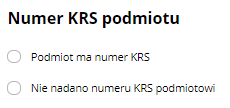 Numer KRS podmiotu
Podmiot ma numer KRS
Nie nadano numeru KRS podmiotowi